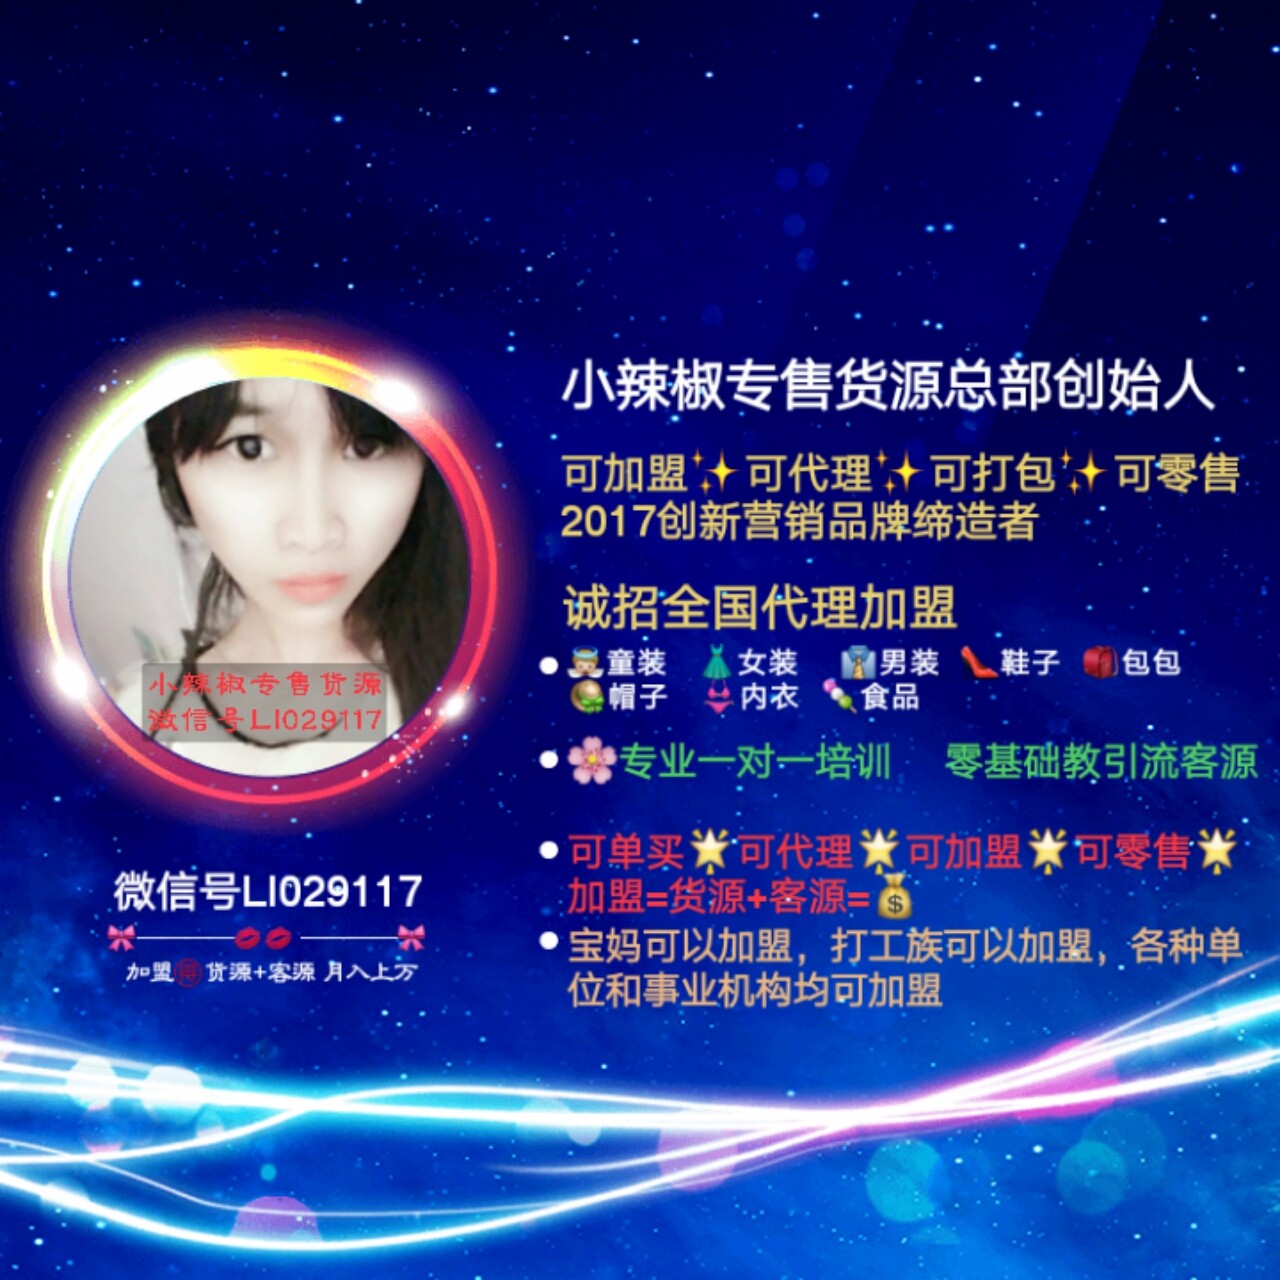 小辣椒专售货源总部创始人
可加盟✨可代理✨可打包✨可零售
2017创新营销品牌缔造者
诚招全国代理加盟
童装 女装 男装 鞋子 包包
帽子 内衣 食品
专业一对一培训 零基础教引流客源
可单买🌟可代理🌟可加盟🌟可零售🌟
加盟=货源+客源=💰
宝妈可以加盟，打工族可以加盟，各种单
位和事业机构均可加盟
小辣椒专售货源
微信号LI029117
微信号LI029117
加盟🉐货源+客源 月入上万